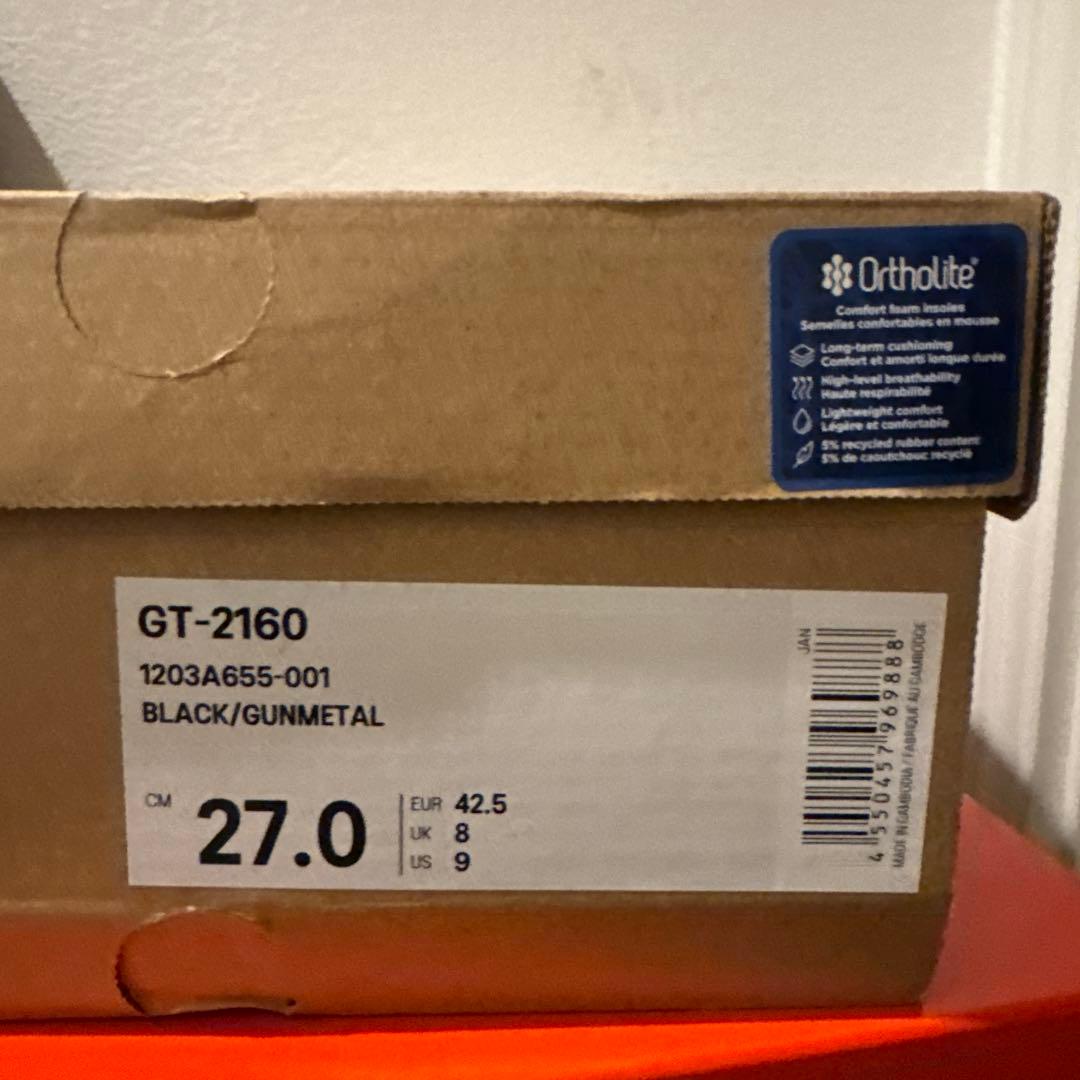 OrthoLite®
Comfort foam insoles
Semelles confortables en mousse
Long-term cushioning
Confort et amorti longue durée
High-level breathability
Haute respirabilité
Lightweight comfort
Légère et confortable
5% recycled rubber content
5% de caoutchouc recyclé
GT-2160
1203A655-001
BLACK/GUNMETAL
CM 27.0
EUR 42.5
UK 8
US 9
JAN
4550457969888
MADE IN CAMBODIA / FABRIQUÉ AU CAMBODGE